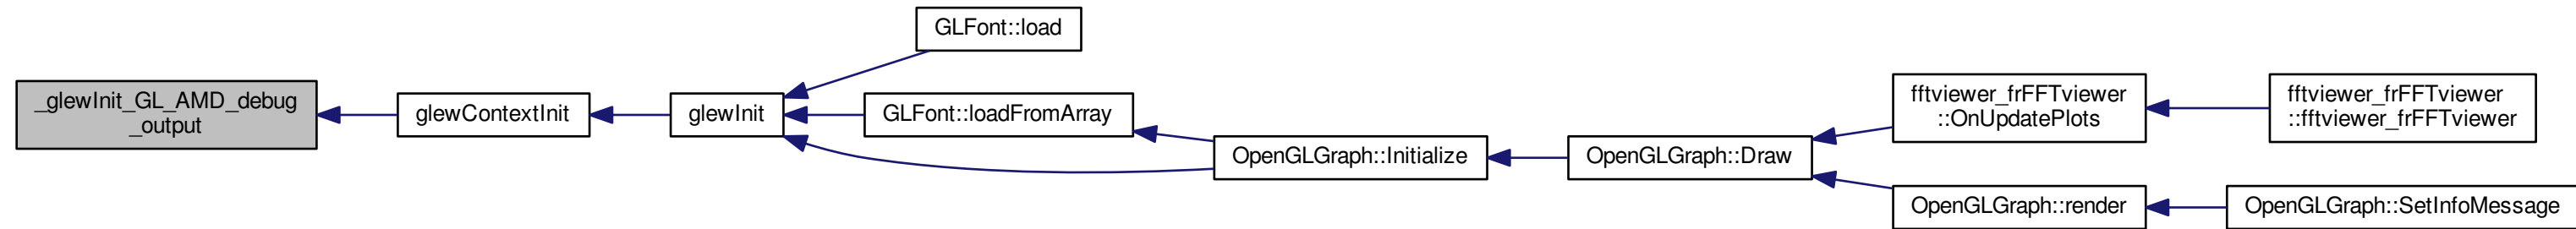 _glewInit_GL_AMD_debug
_output
glewContextInit
glewInit
GLFont::load
GLFont::loadFromArray
OpenGLGraph::Initialize
OpenGLGraph::Draw
fftviewer_frFFTviewer
::OnUpdatePlots
fftviewer_frFFTviewer
::fftviewer_frFFTviewer
OpenGLGraph::render
OpenGLGraph::SetInfoMessage